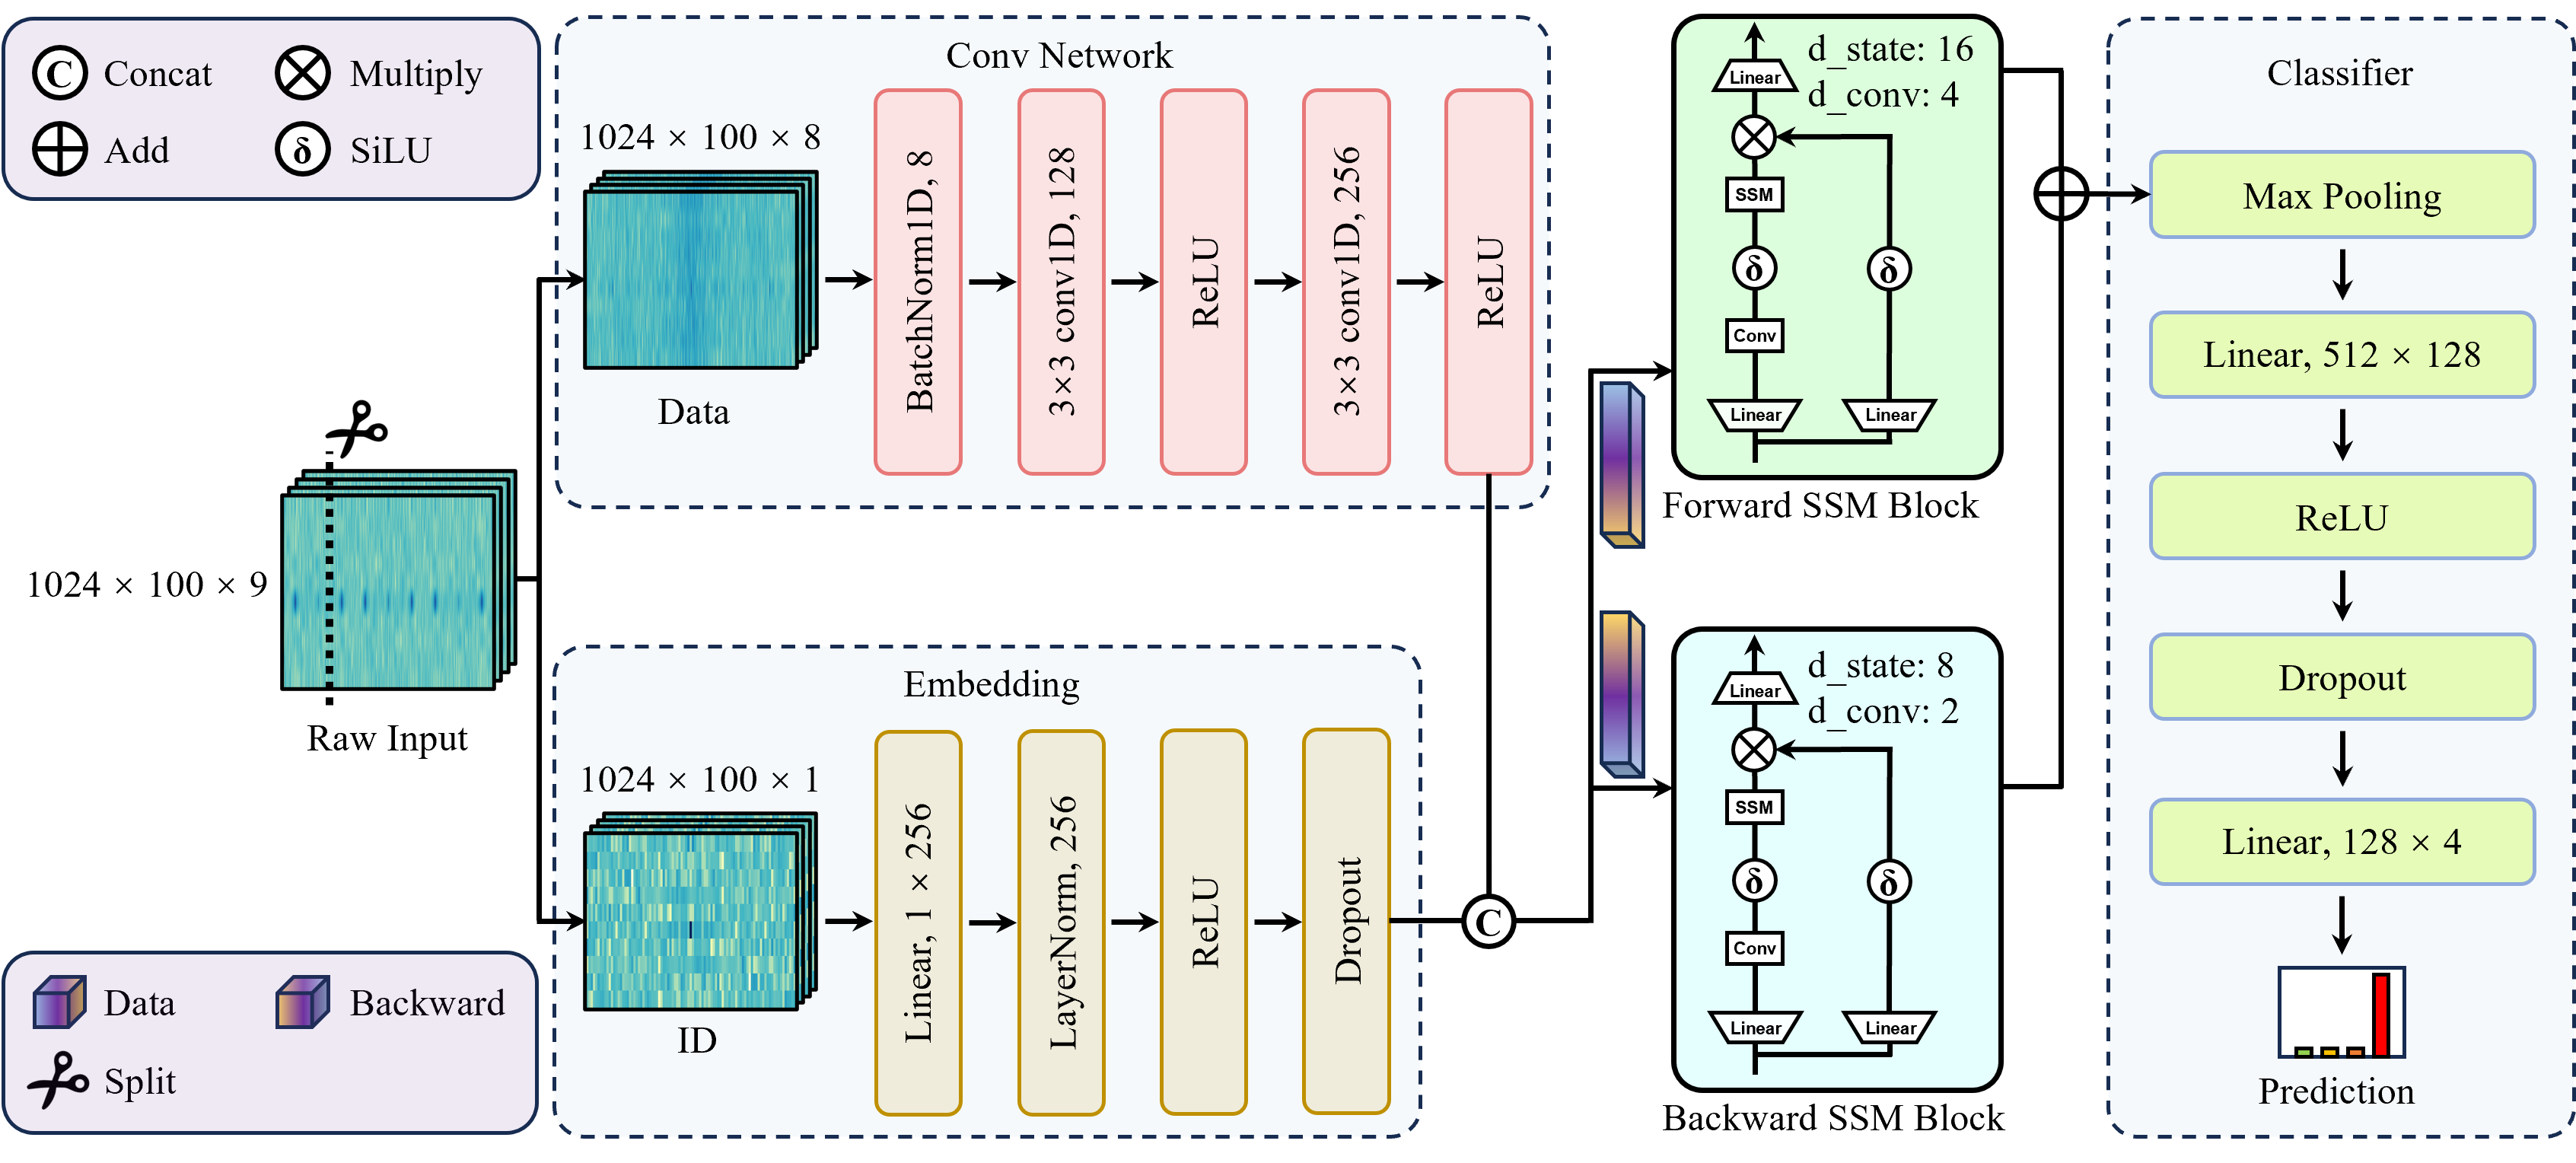 C Concat
Multiply
Add
δ SiLU
Conv Network
1024 × 100 × 8
Data
BatchNorm1D, 8
3×3 conv1D, 128
ReLU
3×3 conv1D, 256
ReLU
1024 × 100 × 9
Raw Input
Embedding
1024 × 100 × 1
ID
Linear, 1 × 256
LayerNorm, 256
ReLU
Dropout
C
Data
Backward
Split
d_state: 16
d_conv: 4
Linear
SSM
δ
δ
Conv
Linear
Linear
Forward SSM Block
d_state: 8
d_conv: 2
Linear
SSM
δ
δ
Conv
Linear
Linear
Backward SSM Block
Classifier
Max Pooling
Linear, 512 × 128
ReLU
Dropout
Linear, 128 × 4
Prediction